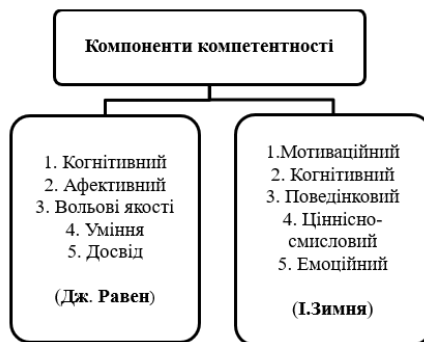 Компоненти компетентності
1. Когнітивний
2. Афективний
3. Вольові якості
4. Уміння
5. Досвід
(Дж. Равен)
1.Мотиваційний
2. Когнітивний
3. Поведінковий
4. Ціннісно-
смисловий
5. Емоційний
(І.Зимня)